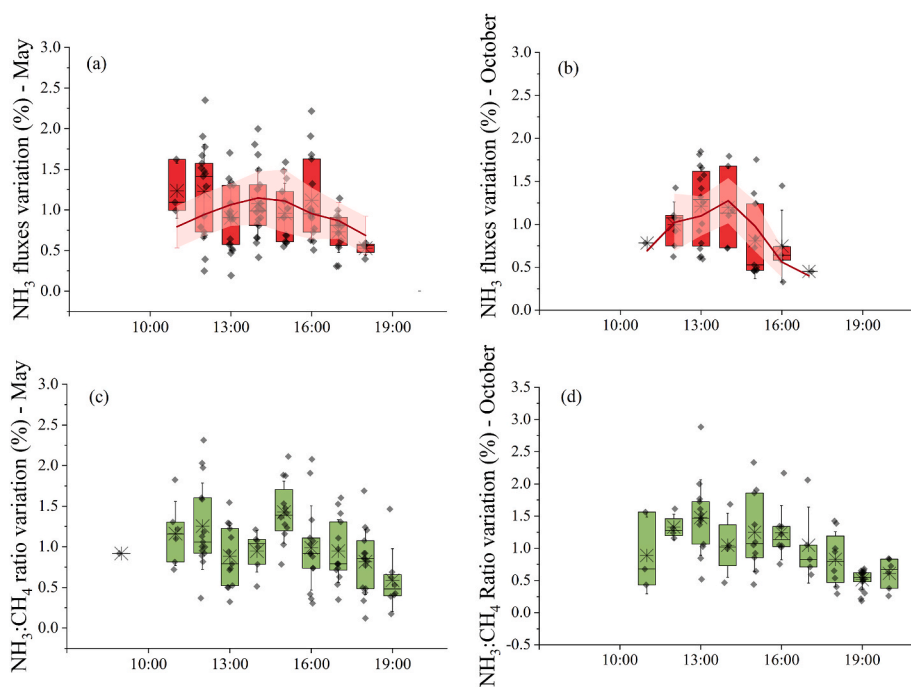 (a)
NH₃ fluxes variation (%) - May
3.0
2.5
2.0
1.5
1.0
0.5
0.0
10:00 13:00 16:00 19:00
(b)
NH₃ fluxes variation (%) - October
3.0
2.5
2.0
1.5
1.0
0.5
0.0
10:00 13:00 16:00 19:00
(c)
NH₃:CH₄ ratio variation (%) - May
3.0
2.5
2.0
1.5
1.0
0.5
0.0
10:00 13:00 16:00 19:00
(d)
NH₃:CH₄ Ratio variation (%) - October
3.5
3.0
2.5
2.0
1.5
1.0
0.5
0.0
-0.5
10:00 13:00 16:00 19:00